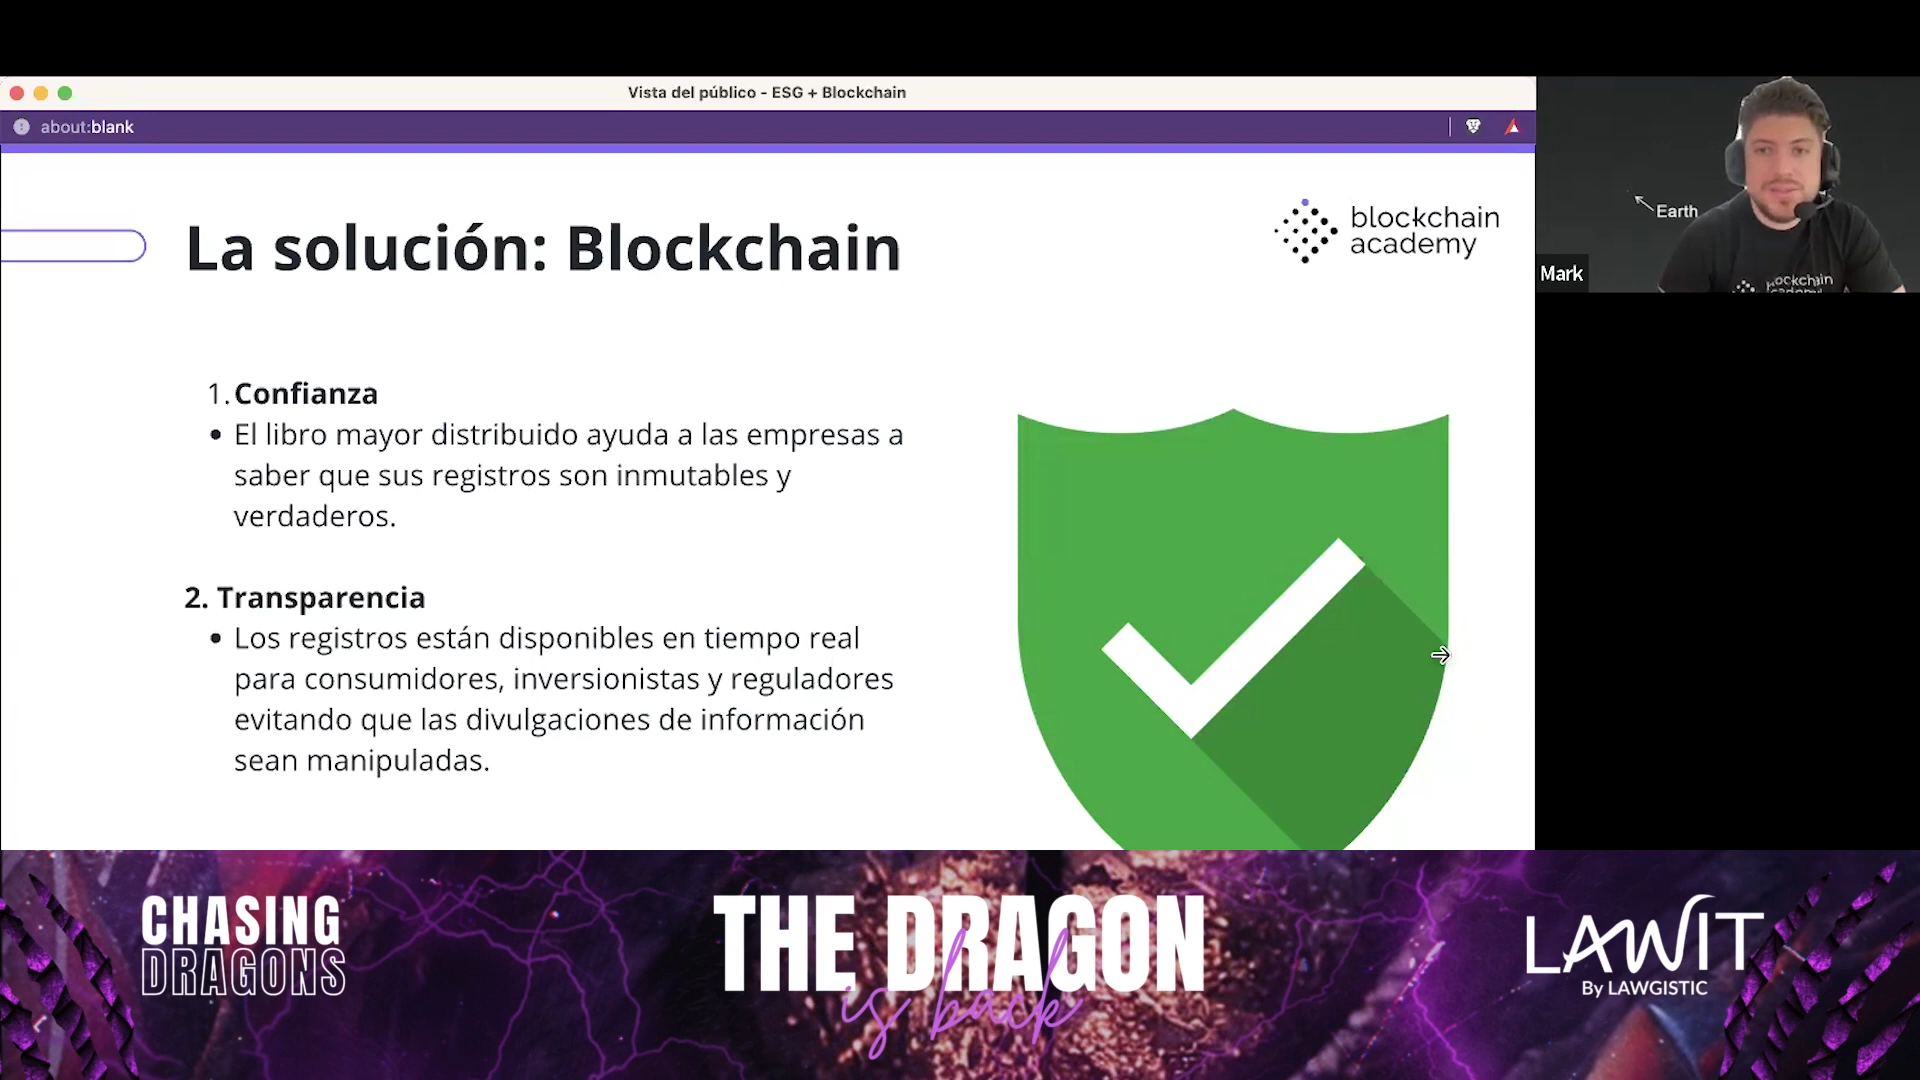 Vista del público - ESG + Blockchain
about:blank
La solución: Blockchain
blockchain
academy
Earth
Mark
blockchain
academy
1. Confianza
• El libro mayor distribuido ayuda a las empresas a
saber que sus registros son inmutables y
verdaderos.
2. Transparencia
• Los registros están disponibles en tiempo real
para consumidores, inversionistas y reguladores
evitando que las divulgaciones de información
sean manipuladas.
CHASING
DRAGONS
THE DRAGON
is back
LAWIT
By LAWGISTIC